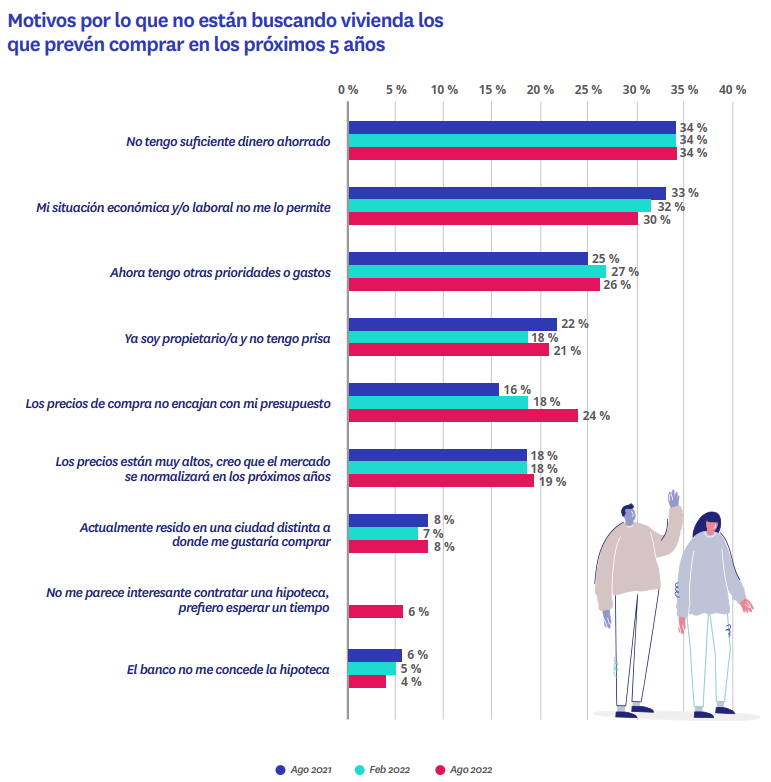 Motivos por lo que no están buscando vivienda los
que prevén comprar en los próximos 5 años
0 % 5 % 10 % 15 % 20 % 25 % 30 % 35 % 40 %
No tengo suficiente dinero ahorrado
34 %
34 %
34 %
Mi situación económica y/o laboral no me lo permite
33 %
32 %
30 %
Ahora tengo otras prioridades o gastos
25 %
27 %
26 %
Ya soy propietario/a y no tengo prisa
22 %
18 %
21 %
Los precios de compra no encajan con mi presupuesto
16 %
18 %
24 %
Los precios están muy altos, creo que el mercado
se normalizará en los próximos años
18 %
18 %
19 %
Actualmente resido en una ciudad distinta a
donde me gustaría comprar
8 %
7 %
8 %
No me parece interesante contratar una hipoteca,
prefiero esperar un tiempo
6 %
El banco no me concede la hipoteca
6 %
5 %
4 %
Ago 2021 Feb 2022 Ago 2022